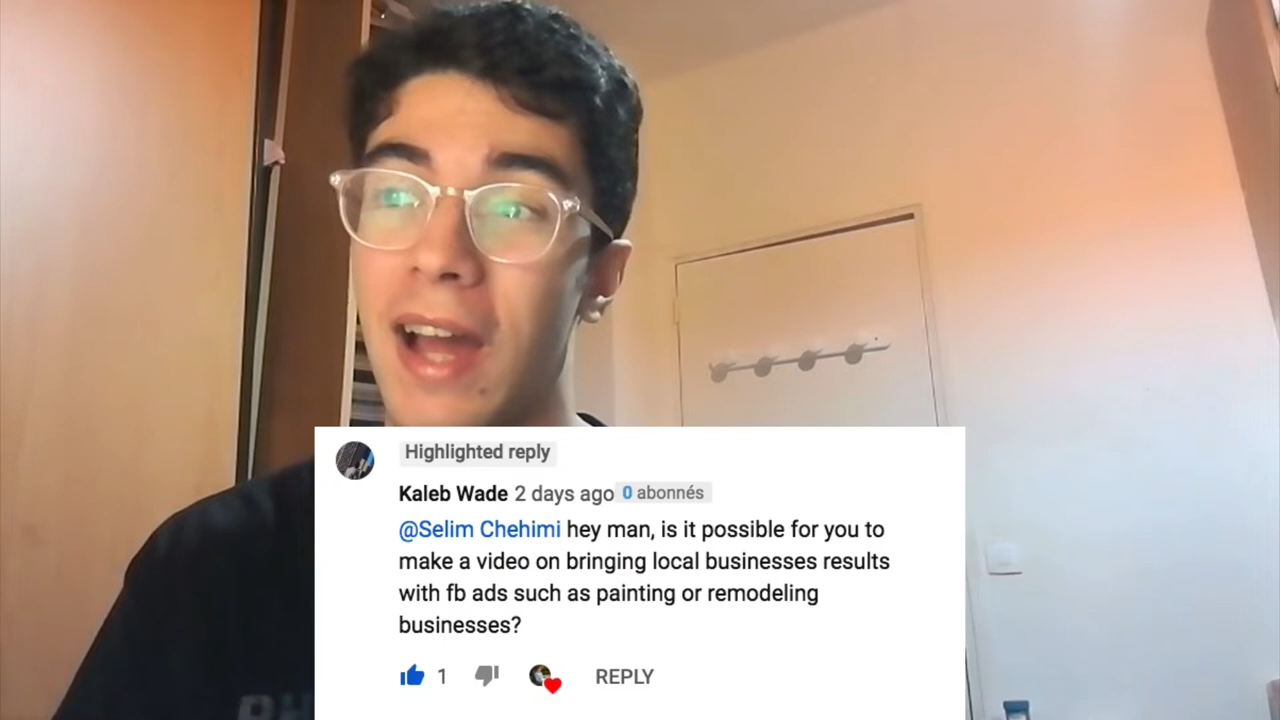 Highlighted reply
Kaleb Wade 2 days ago 0 abonnés
@Selim Chehimi hey man, is it possible for you to
make a video on bringing local businesses results
with fb ads such as painting or remodeling
businesses?
1 REPLY